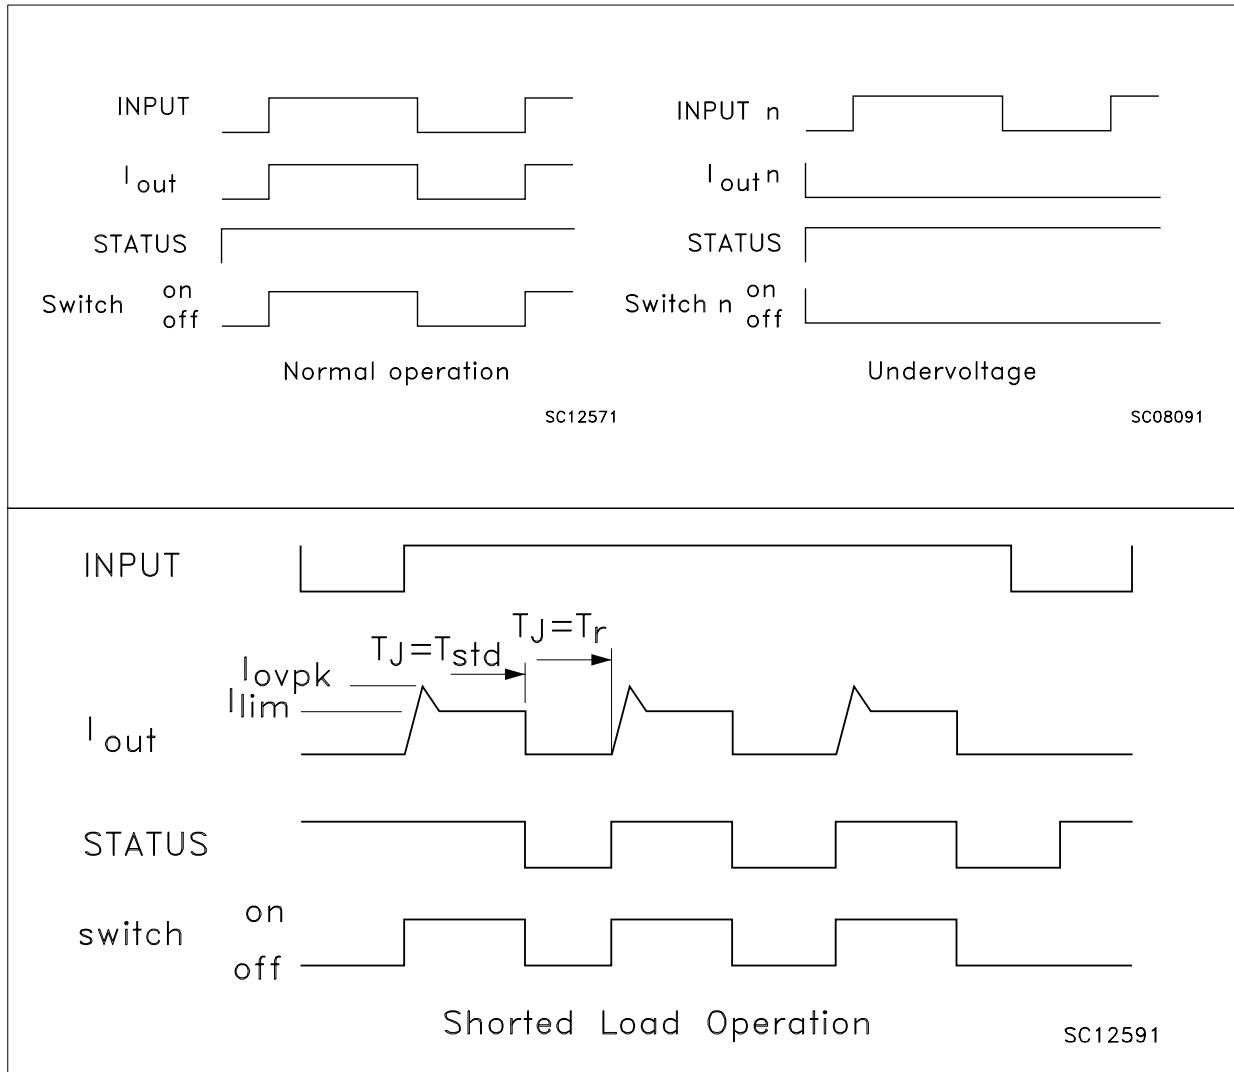 INPUT
I out
STATUS
Switch on
off
Normal operation
SC12571
INPUT n
I out n
STATUS
Switch n on
off
Undervoltage
SC08091
INPUT
TJ=Tstd
TJ=Tr
Iovpk
Ilim
I out
STATUS
switch on
off
Shorted Load Operation
SC12591